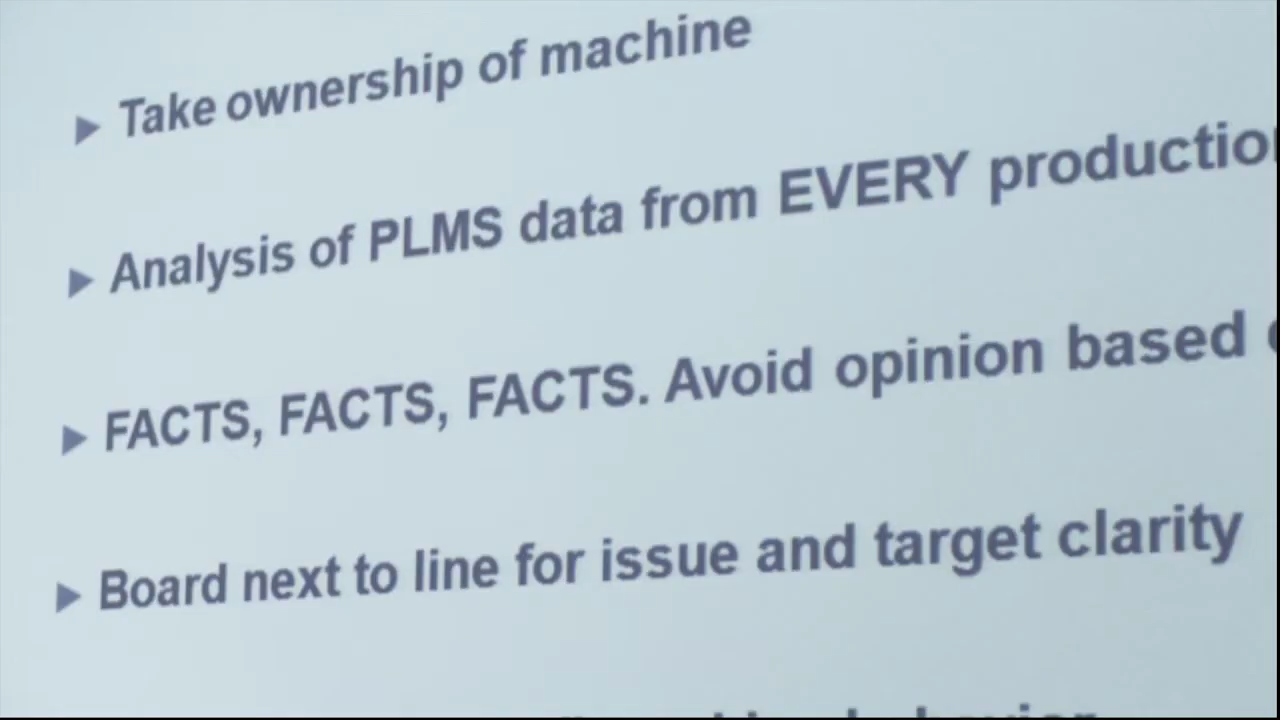 Take ownership of machine
Analysis of PLMS data from EVERY productio
FACTS, FACTS, FACTS. Avoid opinion based
Board next to line for issue and target clarity